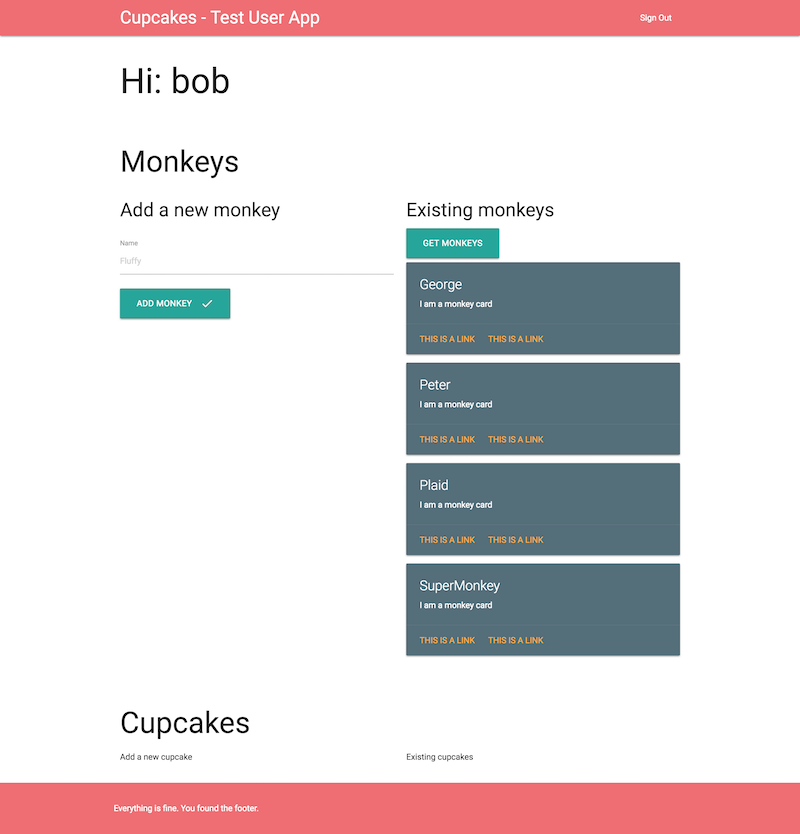 Cupcakes - Test User App
Sign Out
Hi: bob
Monkeys
Add a new monkey
Name
Fluffy
ADD MONKEY
Existing monkeys
GET MONKEYS
George
I am a monkey card
THIS IS A LINK THIS IS A LINK
Peter
I am a monkey card
THIS IS A LINK THIS IS A LINK
Plaid
I am a monkey card
THIS IS A LINK THIS IS A LINK
SuperMonkey
I am a monkey card
THIS IS A LINK THIS IS A LINK
Cupcakes
Add a new cupcake
Existing cupcakes
Everything is fine. You found the footer.